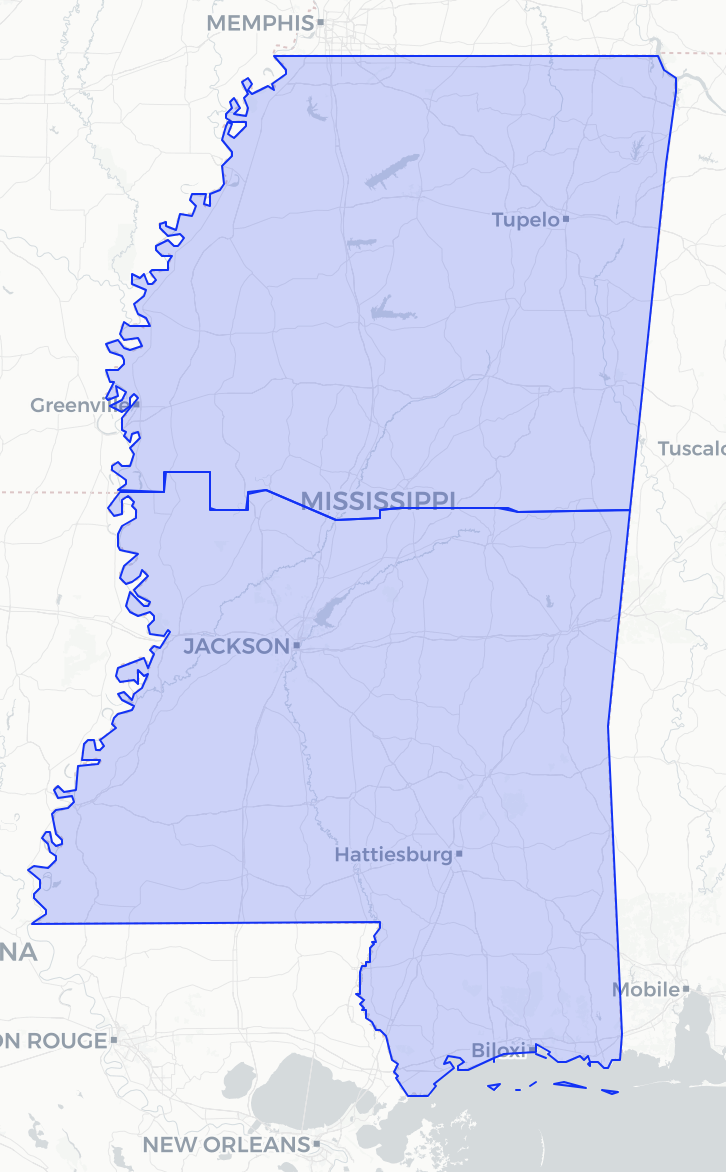 MEMPHIS
Tupelo
Greenville
Tuscalo
MISSISSIPPI
JACKSON
Hattiesburg
NA
Mobile
ON ROUGE
Biloxi
NEW ORLEANS